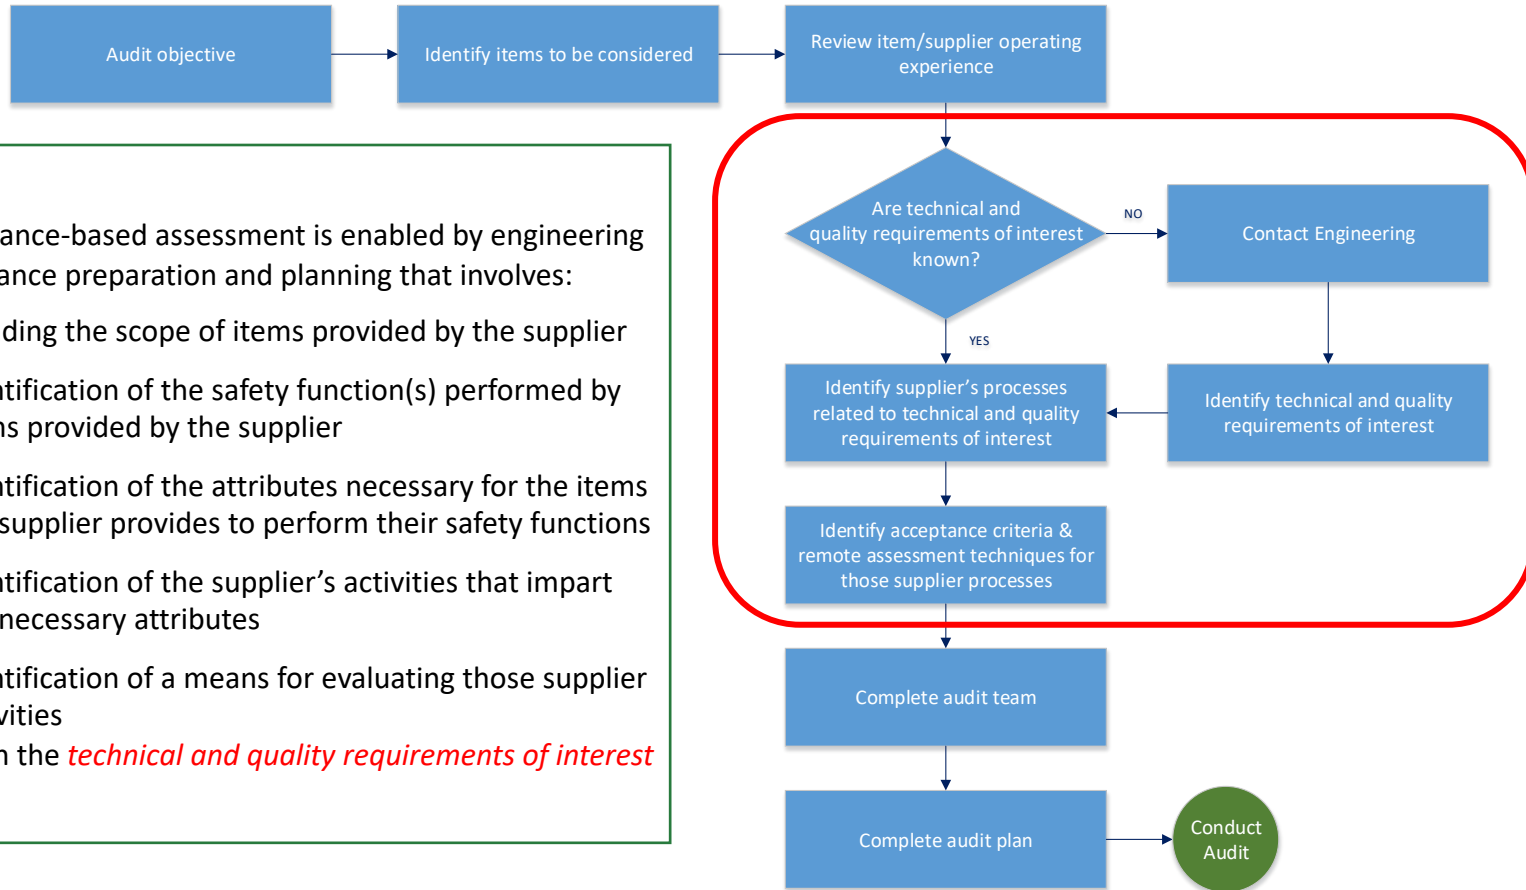 Audit objective
Identify items to be considered
Review item/supplier operating
experience
ance-based assessment is enabled by engineering
ance preparation and planning that involves:
ding the scope of items provided by the supplier
ntification of the safety function(s) performed by
ns provided by the supplier
ntification of the attributes necessary for the items
supplier provides to perform their safety functions
ntification of the supplier’s activities that impart
necessary attributes
ntification of a means for evaluating those supplier
vities
n the technical and quality requirements of interest
Are technical and
quality requirements of interest
known?
NO
Contact Engineering
YES
Identify supplier’s processes
related to technical and quality
requirements of interest
Identify technical and quality
requirements of interest
Identify acceptance criteria &
remote assessment techniques for
those supplier processes
Complete audit team
Complete audit plan
Conduct
Audit